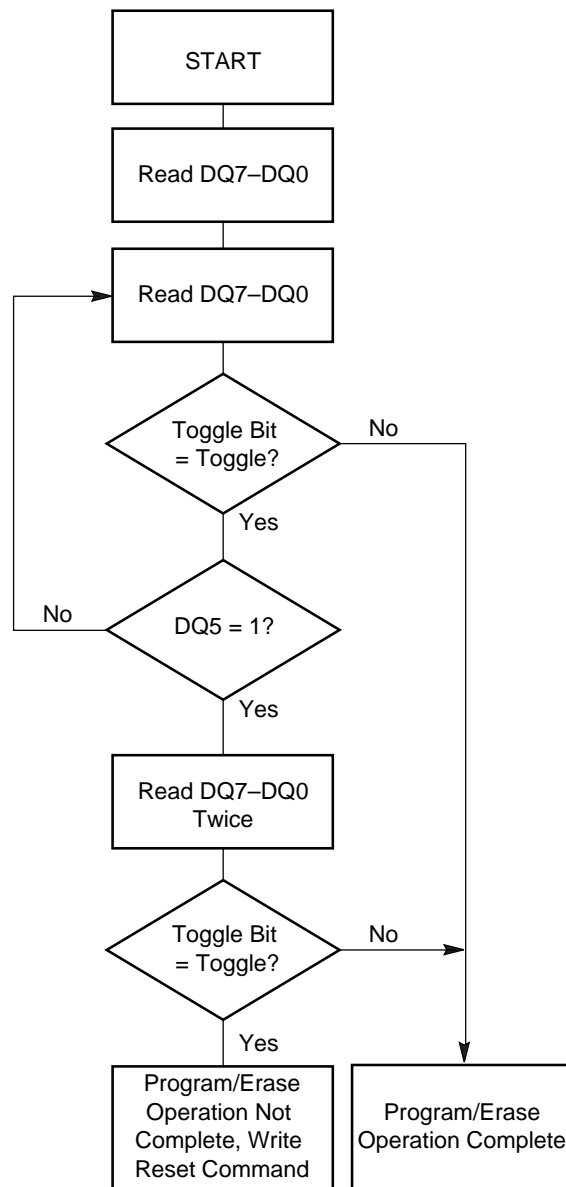 START
Read DQ7–DQ0
Read DQ7–DQ0
Toggle Bit
= Toggle?
No
Yes
No
DQ5 = 1?
Yes
Read DQ7–DQ0
Twice
Toggle Bit
= Toggle?
No
Yes
Program/Erase
Operation Not
Complete, Write
Reset Command
Program/Erase
Operation Complete